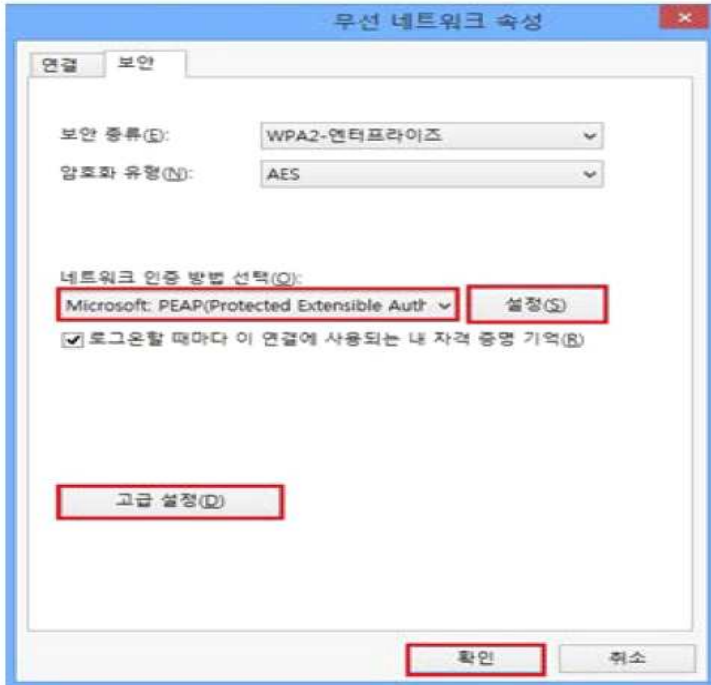 무선 네트워크 속성
연결 보안
보안 종류(E): WPA2-엔터프라이즈
암호화 유형(N): AES
네트워크 인증 방법 선택(O):
Microsoft: PEAP(Protected Extensible Auth 설정(S)
로그온할 때마다 이 연결에 사용되는 내 자격 증명 기억(R)
고급 설정(D)
확인 취소